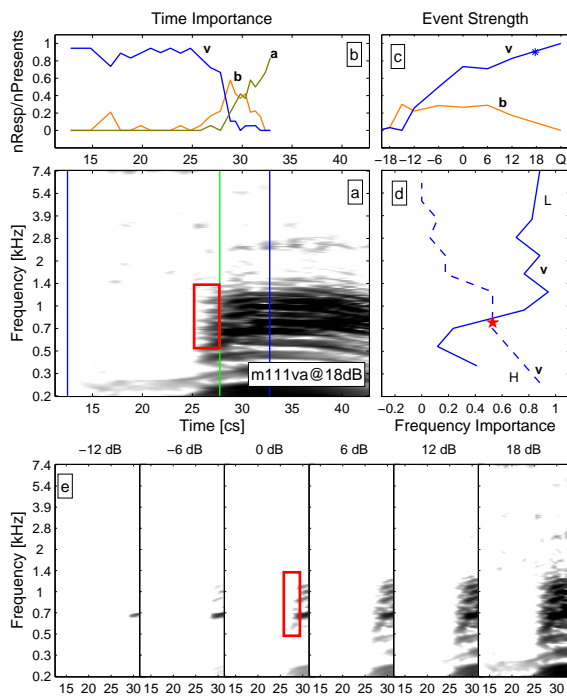 Time Importance
Event Strength
nResp/nPresents
1
0.8
0.6
0.4
0.2
0
v
a
b
b
15 20 25 30 35 40
v
b
c
−18 −12 −6 0 6 12 18 Q
Frequency [kHz]
7.4
5.4
3.9
2.8
2
1.4
1
0.7
0.5
0.3
0.2
a
m111va@18dB
15 20 25 30 35 40
Time [cs]
d
L
v
H
v
−0.2 0 0.2 0.4 0.6 0.8 1
Frequency Importance
−12 dB −6 dB 0 dB 6 dB 12 dB 18 dB
Frequency [kHz]
7.4
5.4
3.9
2.8
2
1.4
1
0.7
0.5
0.3
0.2
e
15 20 25 30 15 20 25 30 15 20 25 30 15 20 25 30 15 20 25 30 15 20 25 30